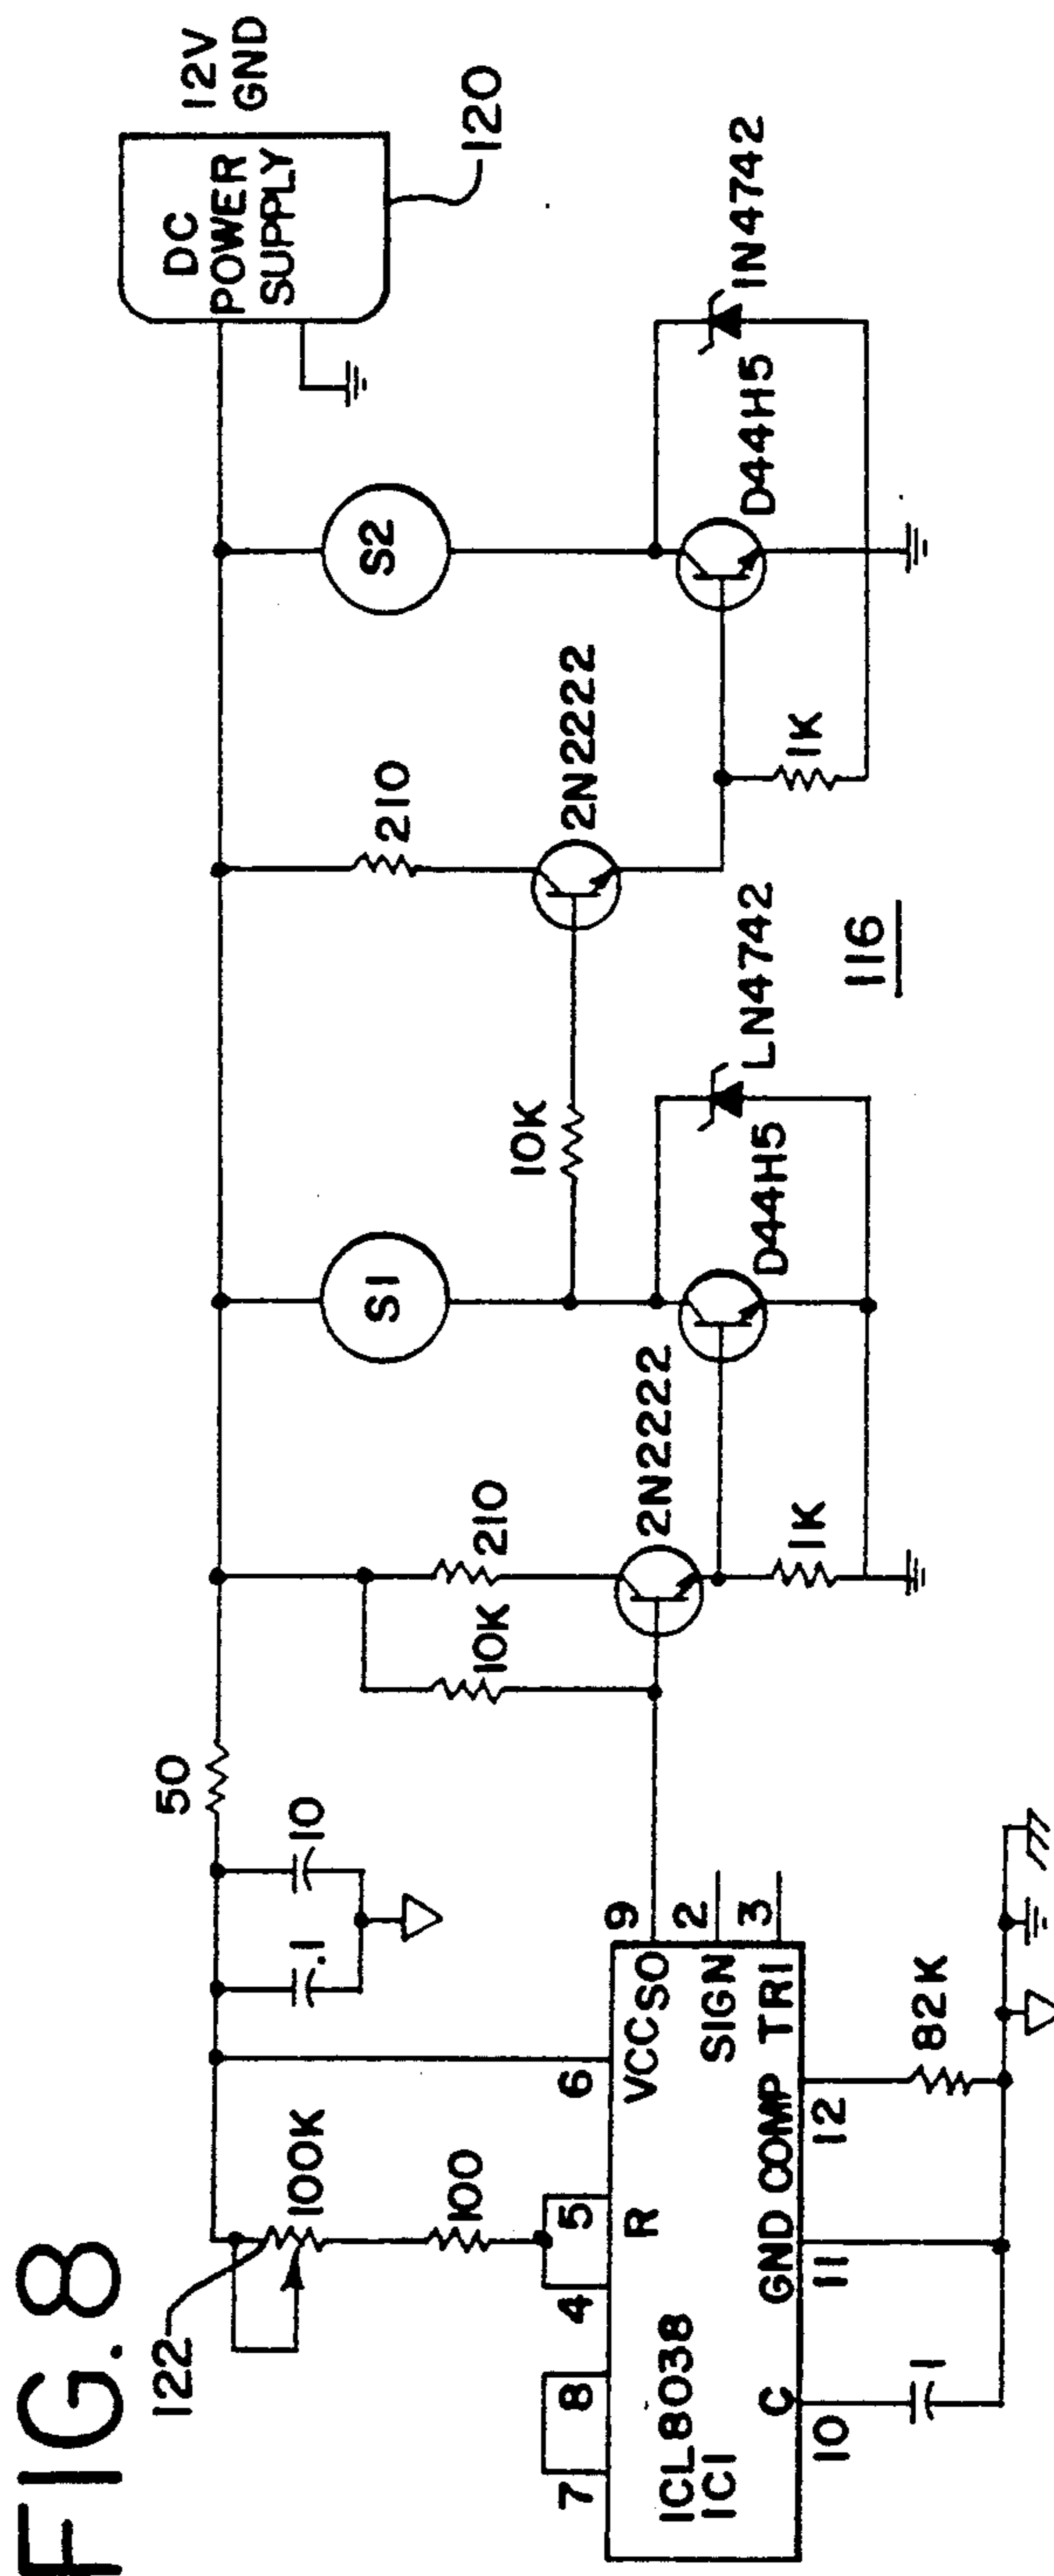 FIG. 8
122
100K
100
.1
10
50
10K
210
2N2222
1K
S1
10K
D44H5
LN4742
210
2N2222
1K
S2
D44H5
IN4742
DC
POWER
SUPPLY
12V
GND
120
116
7
8
4
5
6
R
VCC
SO
9
SIGN
2
TRI
3
ICL8038
IC1
C
GND
COMP
10
11
12
1
82K